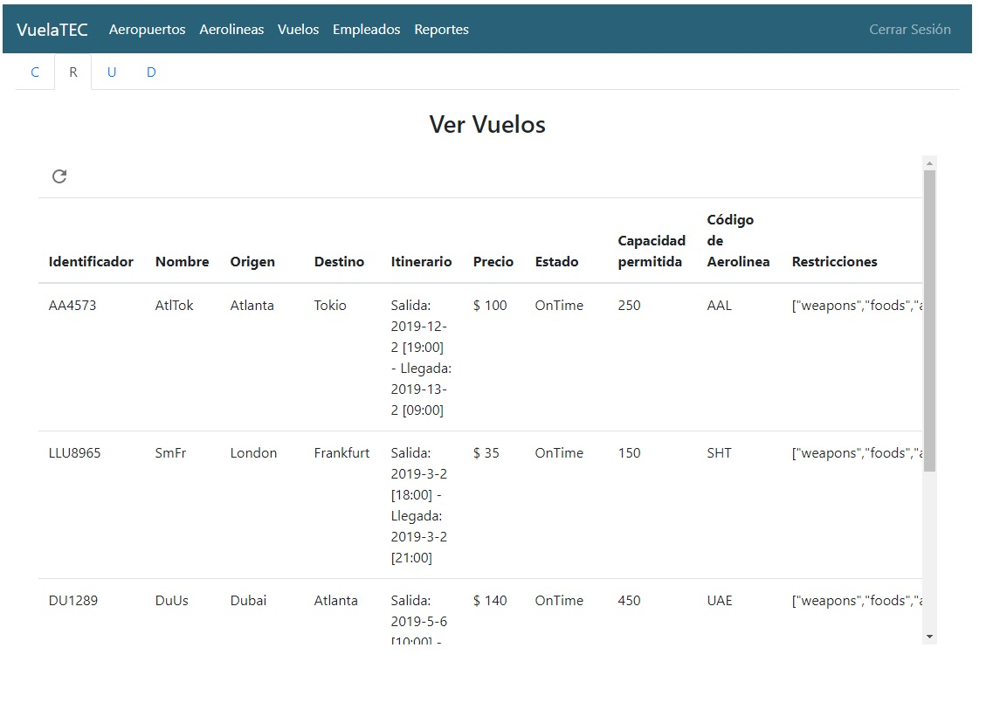 VuelaTEC Aeropuertos Aerolineas Vuelos Empleados Reportes Cerrar Sesión
C R U D
Ver Vuelos
Identificador Nombre Origen Destino Itinerario Precio Estado Capacidad permitida Código de Aerolinea Restricciones
AA4573 AtlTok Atlanta Tokio
Salida:
2019-12-
2 [19:00]
- Llegada:
2019-13-
2 [09:00]
$ 100 OnTime 250 AAL ["weapons","foods","a
LLU8965 SmFr London Frankfurt
Salida:
2019-3-2
[18:00] -
Llegada:
2019-3-2
[21:00]
$ 35 OnTime 150 SHT ["weapons","foods","a
DU1289 DuUs Dubai Atlanta
Salida:
2019-5-6
[10:00] -
$ 140 OnTime 450 UAE ["weapons","foods","a